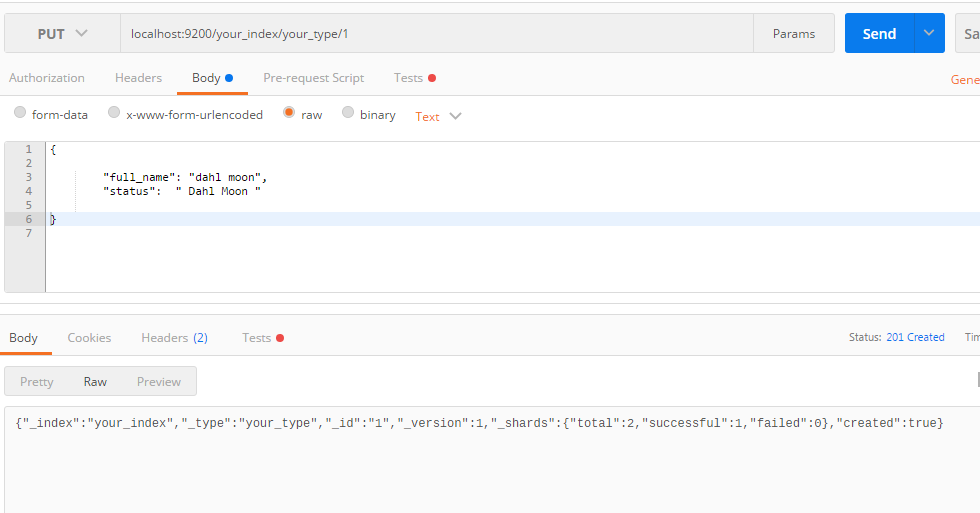 PUT localhost:9200/your_index/your_type/1 Params Send Sa
Authorization Headers Body Pre-request Script Tests Gene
form-data x-www-form-urlencoded raw binary Text
1 {
2
3 "full_name": "dahl moon",
4 "status":  " Dahl Moon "
5
6 }
7
Body Cookies Headers (2) Tests Status: 201 Created Tim
Pretty Raw Preview
{"_index":"your_index","_type":"your_type","_id":"1","_version":1,"_shards":{"total":2,"successful":1,"failed":0},"created":true}